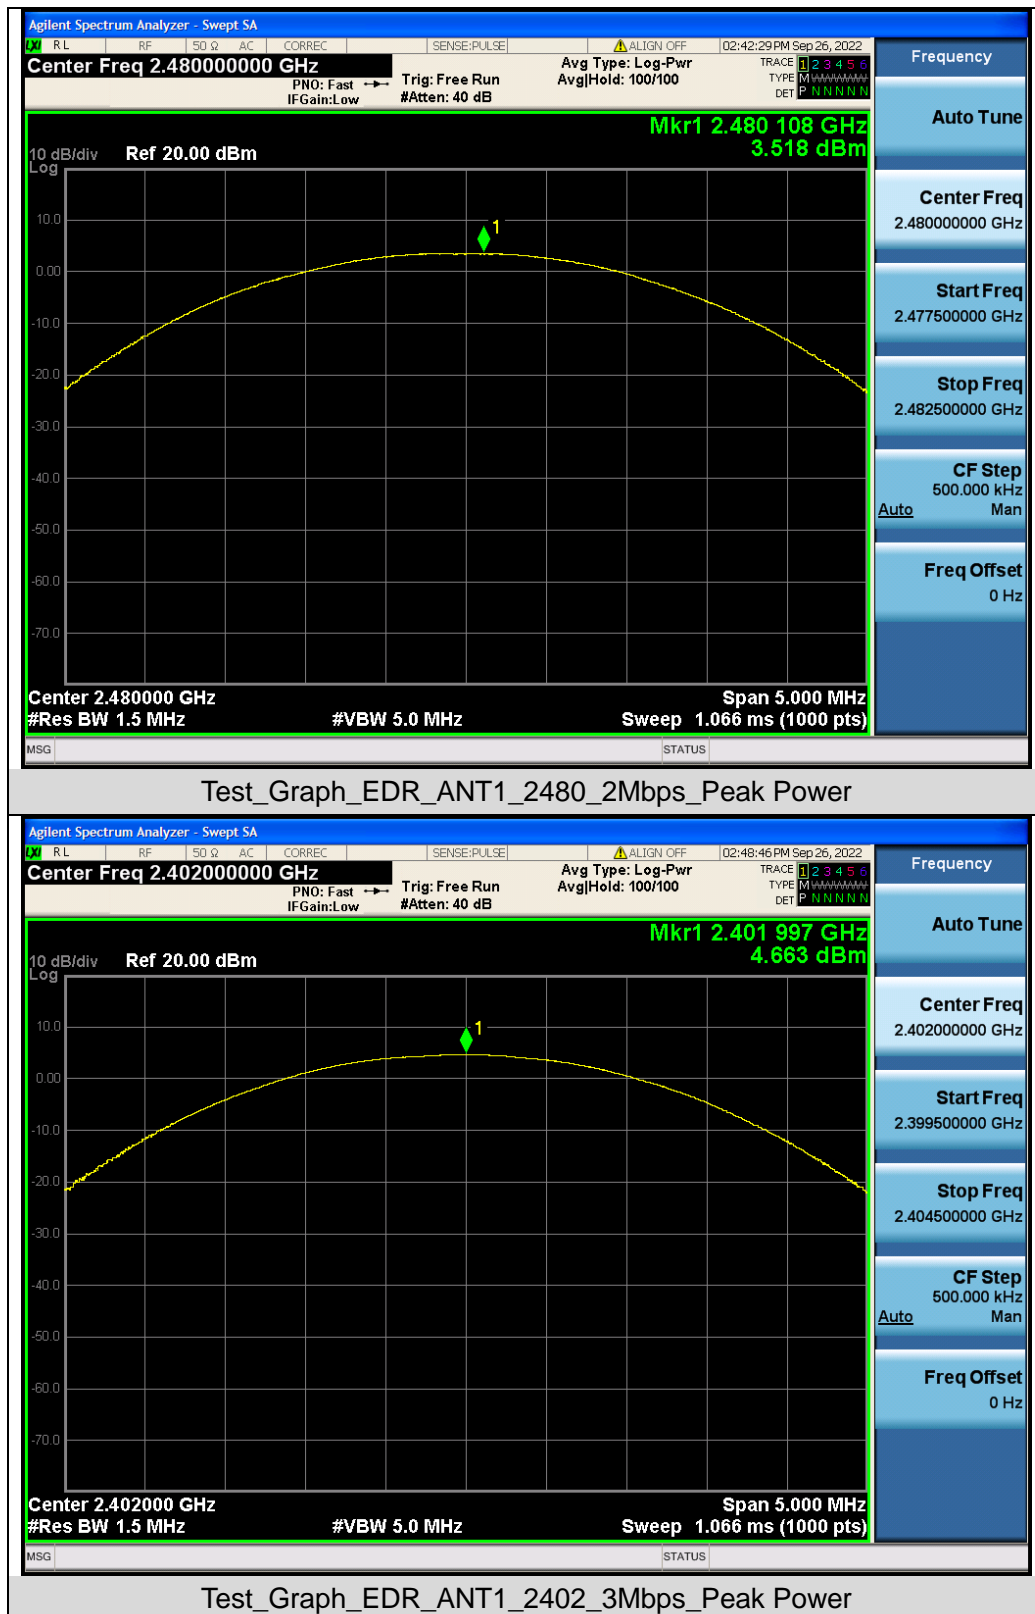 Agilent Spectrum Analyzer - Swept SA
LXI RL RF 50 Ω AC CORREC SENSE:PULSE ALIGN OFF 02:42:29 PM Sep 26, 2022
Center Freq 2.480000000 GHz
PNO: Fast
IFGain:Low
Trig: Free Run
#Atten: 40 dB
Avg Type: Log-Pwr
Avg|Hold: 100/100
TRACE 1 2 3 4 5 6
TYPE M WWWWW
DET P N N N N N
Mkr1 2.480 108 GHz
3.518 dBm
10 dB/div Ref 20.00 dBm
Log
1
10.0
0.00
-10.0
-20.0
-30.0
-40.0
-50.0
-60.0
-70.0
Center 2.480000 GHz Span 5.000 MHz
#Res BW 1.5 MHz #VBW 5.0 MHz Sweep 1.066 ms (1000 pts)
MSG STATUS
Frequency
Auto Tune
Center Freq
2.480000000 GHz
Start Freq
2.477500000 GHz
Stop Freq
2.482500000 GHz
CF Step
500.000 kHz
Auto Man
Freq Offset
0 Hz
Test_Graph_EDR_ANT1_2480_2Mbps_Peak Power
Agilent Spectrum Analyzer - Swept SA
LXI RL RF 50 Ω AC CORREC SENSE:PULSE ALIGN OFF 02:48:46 PM Sep 26, 2022
Center Freq 2.402000000 GHz
PNO: Fast
IFGain:Low
Trig: Free Run
#Atten: 40 dB
Avg Type: Log-Pwr
Avg|Hold: 100/100
TRACE 1 2 3 4 5 6
TYPE M WWWWW
DET P N N N N N
Mkr1 2.401 997 GHz
4.663 dBm
10 dB/div Ref 20.00 dBm
Log
1
10.0
0.00
-10.0
-20.0
-30.0
-40.0
-50.0
-60.0
-70.0
Center 2.402000 GHz Span 5.000 MHz
#Res BW 1.5 MHz #VBW 5.0 MHz Sweep 1.066 ms (1000 pts)
MSG STATUS
Frequency
Auto Tune
Center Freq
2.402000000 GHz
Start Freq
2.399500000 GHz
Stop Freq
2.404500000 GHz
CF Step
500.000 kHz
Auto Man
Freq Offset
0 Hz
Test_Graph_EDR_ANT1_2402_3Mbps_Peak Power